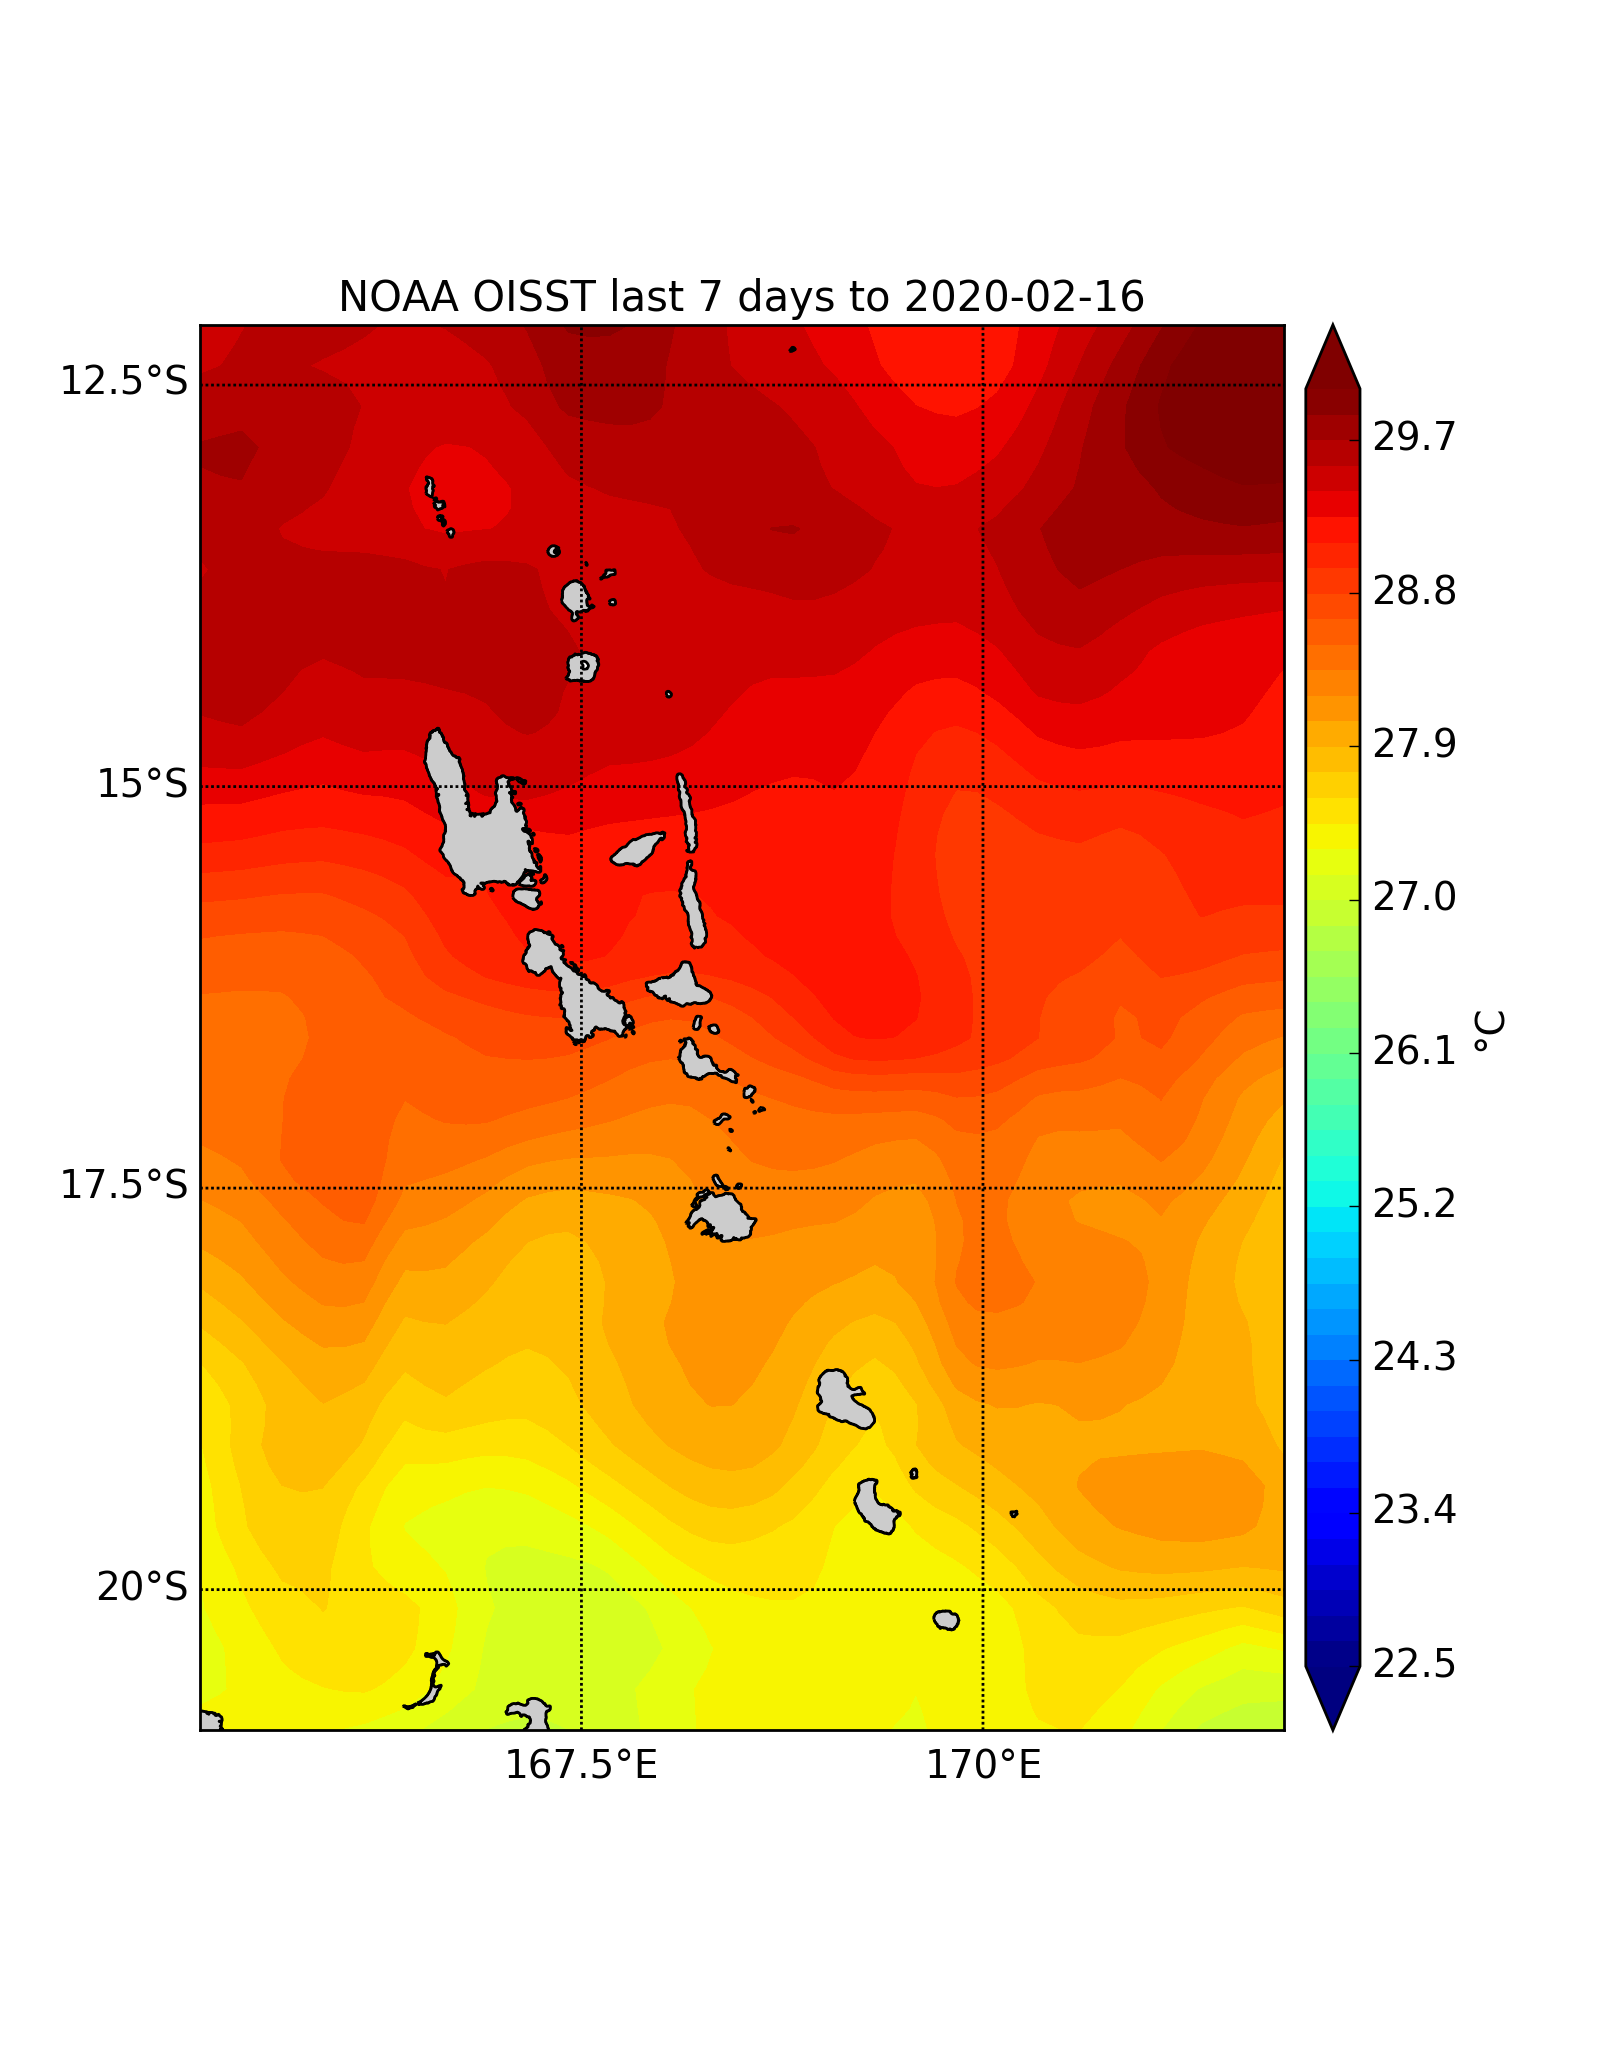 NOAA OISST last 7 days to 2020-02-16
12.5°S
15°S
17.5°S
20°S
167.5°E
170°E
29.7
28.8
27.9
27.0
26.1
25.2
24.3
23.4
22.5
°C